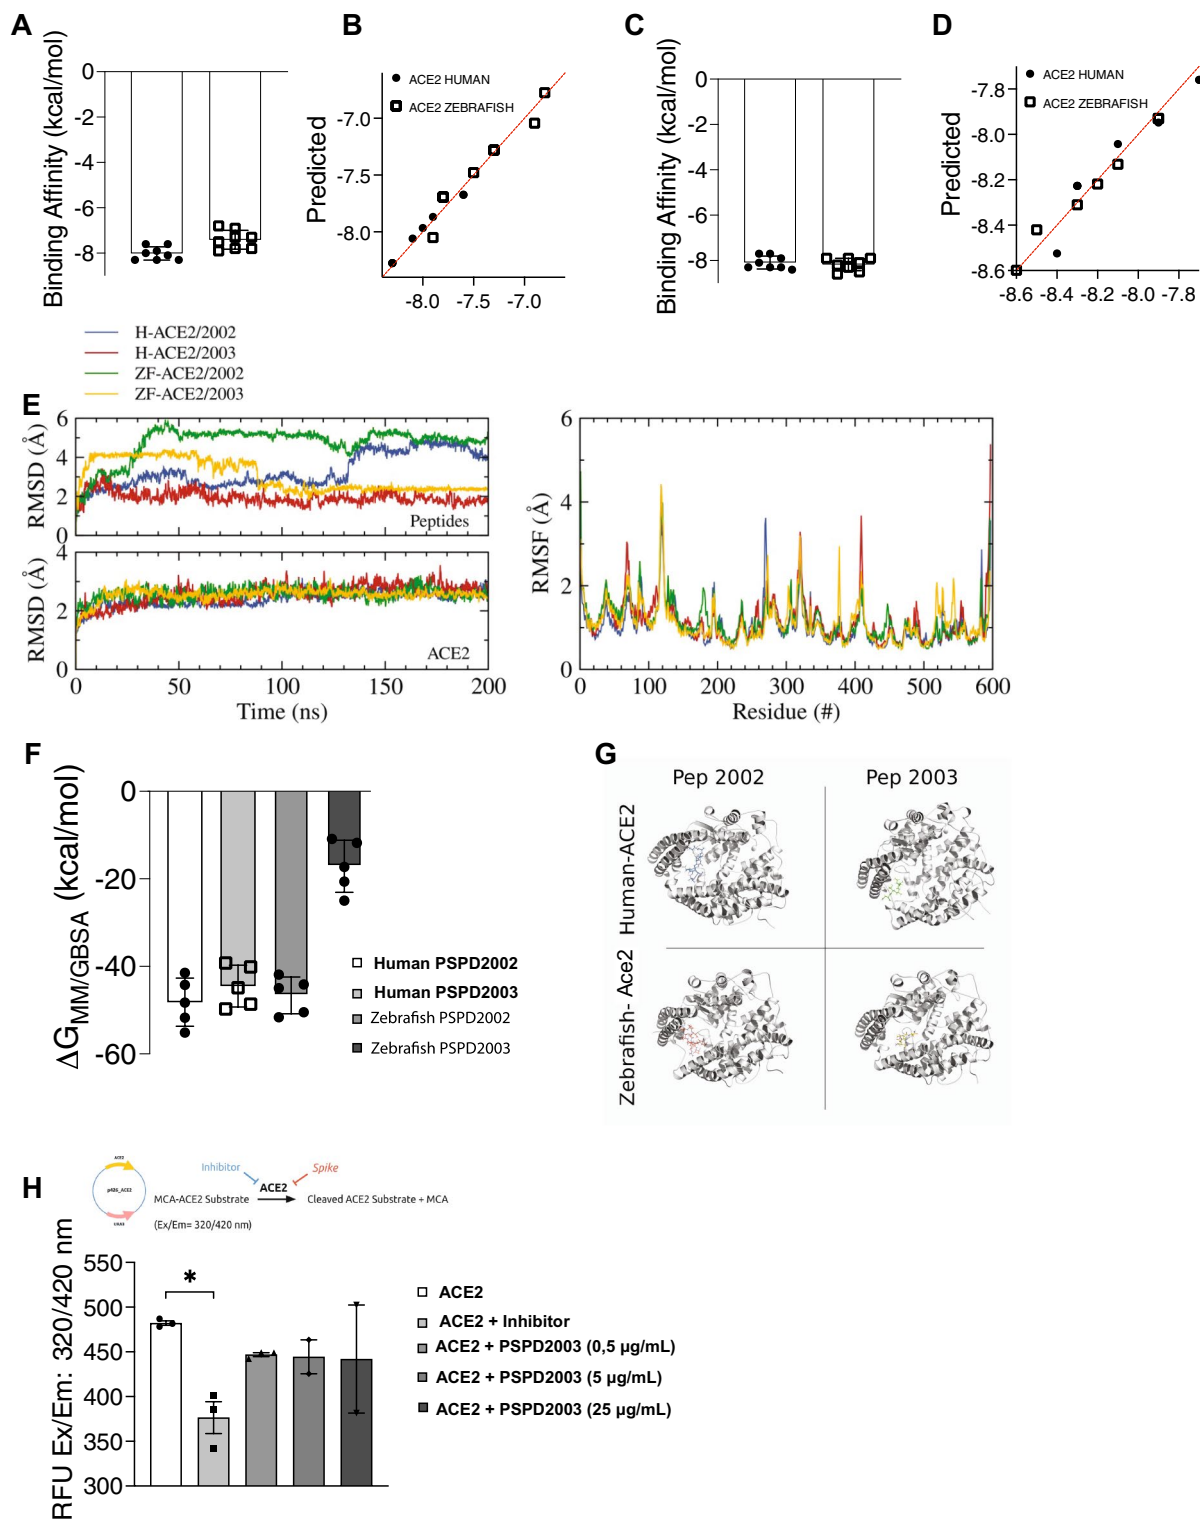 A
B
C
D
Binding Affinity (kcal/mol)
0
-2
-4
-6
-8
Predicted
ACE2 HUMAN
ACE2 ZEBRAFISH
-7.0
-7.5
-8.0
-8.0 -7.5 -7.0
Binding Affinity (kcal/mol)
0
-2
-4
-6
-8
Predicted
ACE2 HUMAN
ACE2 ZEBRAFISH
-7.8
-8.0
-8.2
-8.4
-8.6
-8.6 -8.4 -8.2 -8.0 -7.8
H-ACE2/2002
H-ACE2/2003
ZF-ACE2/2002
ZF-ACE2/2003
E
RMSD (Å)
6
4
2
0
Peptides
RMSD (Å)
4
2
0
ACE2
0 50 100 150 200
Time (ns)
RMSF (Å)
6
4
2
0
0 100 200 300 400 500 600
Residue (#)
F
ΔG MM/GBSA (kcal/mol)
0
-20
-40
-60
Human PSPD2002
Human PSPD2003
Zebrafish PSPD2002
Zebrafish PSPD2003
G
Pep 2002 Pep 2003
Human-ACE2
Zebrafish- Ace2
H
ACE2
p426_ACE2
Inhibitor
Spike
ACE2
MCA-ACE2 Substrate
Cleaved ACE2 Substrate + MCA
(Ex/Em= 320/420 nm)
RFU Ex/Em: 320/420 nm
550
500
450
400
350
300
*
ACE2
ACE2 + Inhibitor
ACE2 + PSPD2003 (0,5 µg/mL)
ACE2 + PSPD2003 (5 µg/mL)
ACE2 + PSPD2003 (25 µg/mL)